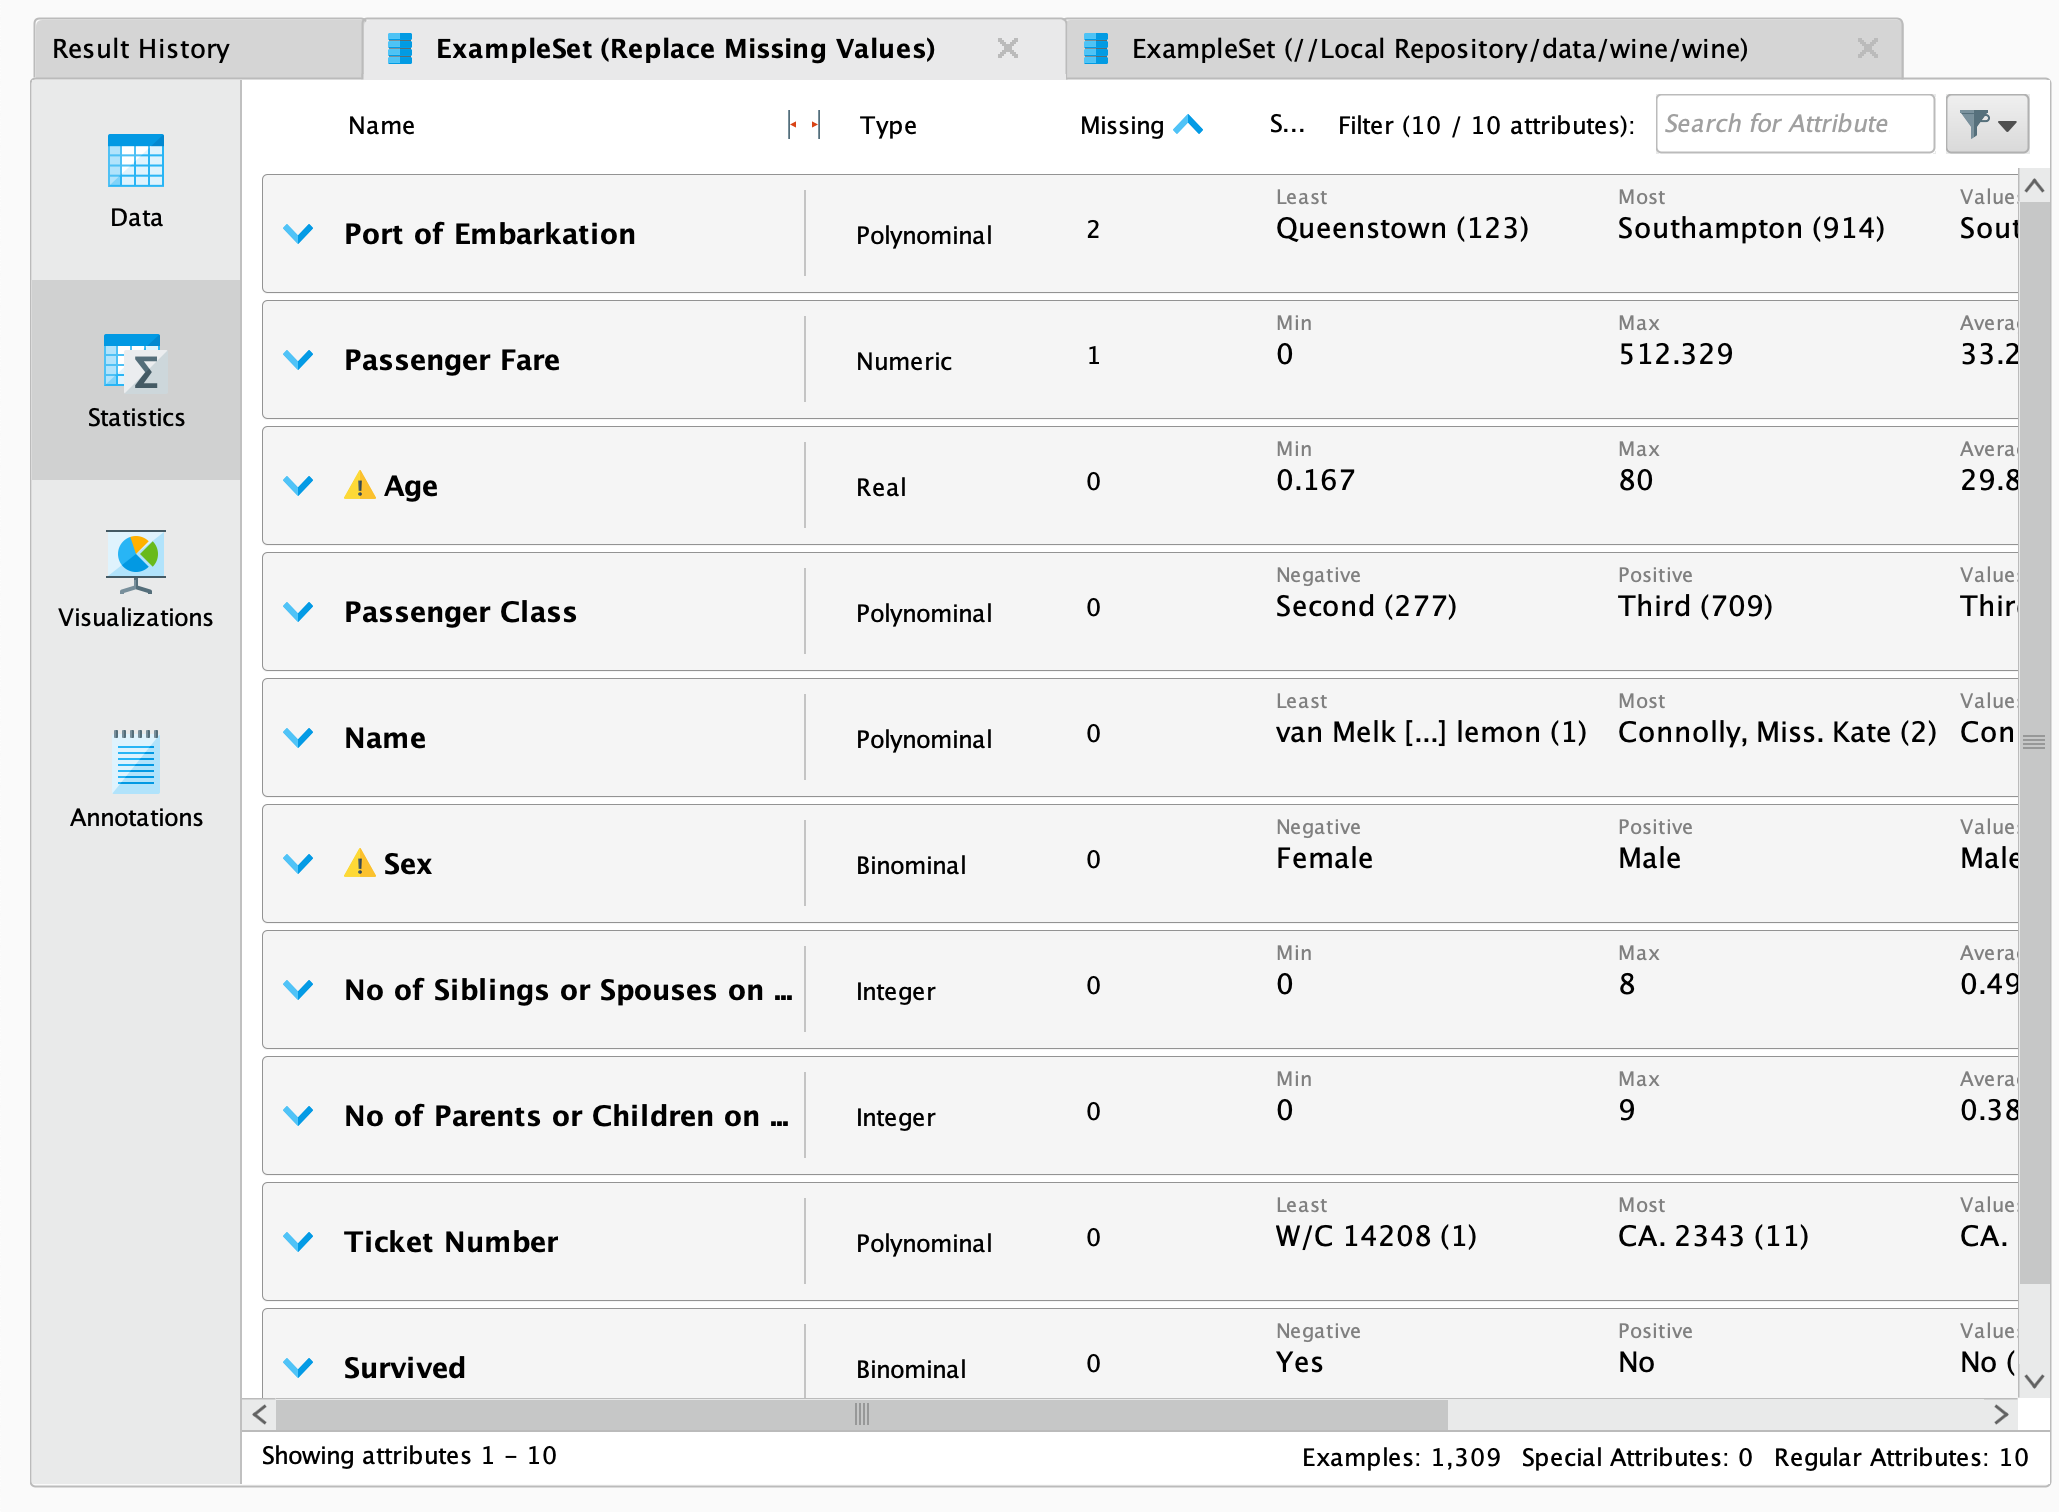 Result History
ExampleSet (Replace Missing Values)
ExampleSet (//Local Repository/data/wine/wine)
Data
Statistics
Visualizations
Annotations
Name Type Missing S... Filter (10 / 10 attributes): Search for Attribute
Least Most Value
Port of Embarkation Polynominal 2 Queenstown (123) Southampton (914) Sout
Min Max Avera
Passenger Fare Numeric 1 0 512.329 33.2
Min Max Avera
Age Real 0 0.167 80 29.8
Negative Positive Value
Passenger Class Polynominal 0 Second (277) Third (709) Thir
Least Most Value
Name Polynominal 0 van Melk [...] lemon (1) Connolly, Miss. Kate (2) Con
Negative Positive Value
Sex Binominal 0 Female Male Male
Min Max Avera
No of Siblings or Spouses on ... Integer 0 0 8 0.49
Min Max Avera
No of Parents or Children on ... Integer 0 0 9 0.38
Least Most Value
Ticket Number Polynominal 0 W/C 14208 (1) CA. 2343 (11) CA.
Negative Positive Value
Survived Binominal 0 Yes No No (
Showing attributes 1 - 10
Examples: 1,309 Special Attributes: 0 Regular Attributes: 10